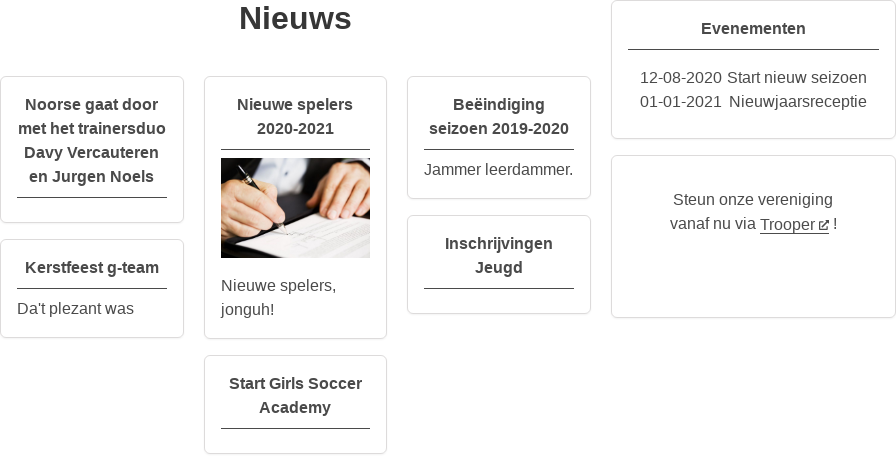 Nieuws
Noorse gaat door
met het trainersduo
Davy Vercauteren
en Jurgen Noels
Kerstfeest g-team
Da't plezant was
Nieuwe spelers
2020-2021
Nieuwe spelers,
jonguh!
Start Girls Soccer
Academy
Beëindiging
seizoen 2019-2020
Jammer leerdammer.
Inschrijvingen
Jeugd
Evenementen
12-08-2020 Start nieuw seizoen
01-01-2021 Nieuwjaarsreceptie
Steun onze vereniging
vanaf nu via Trooper !